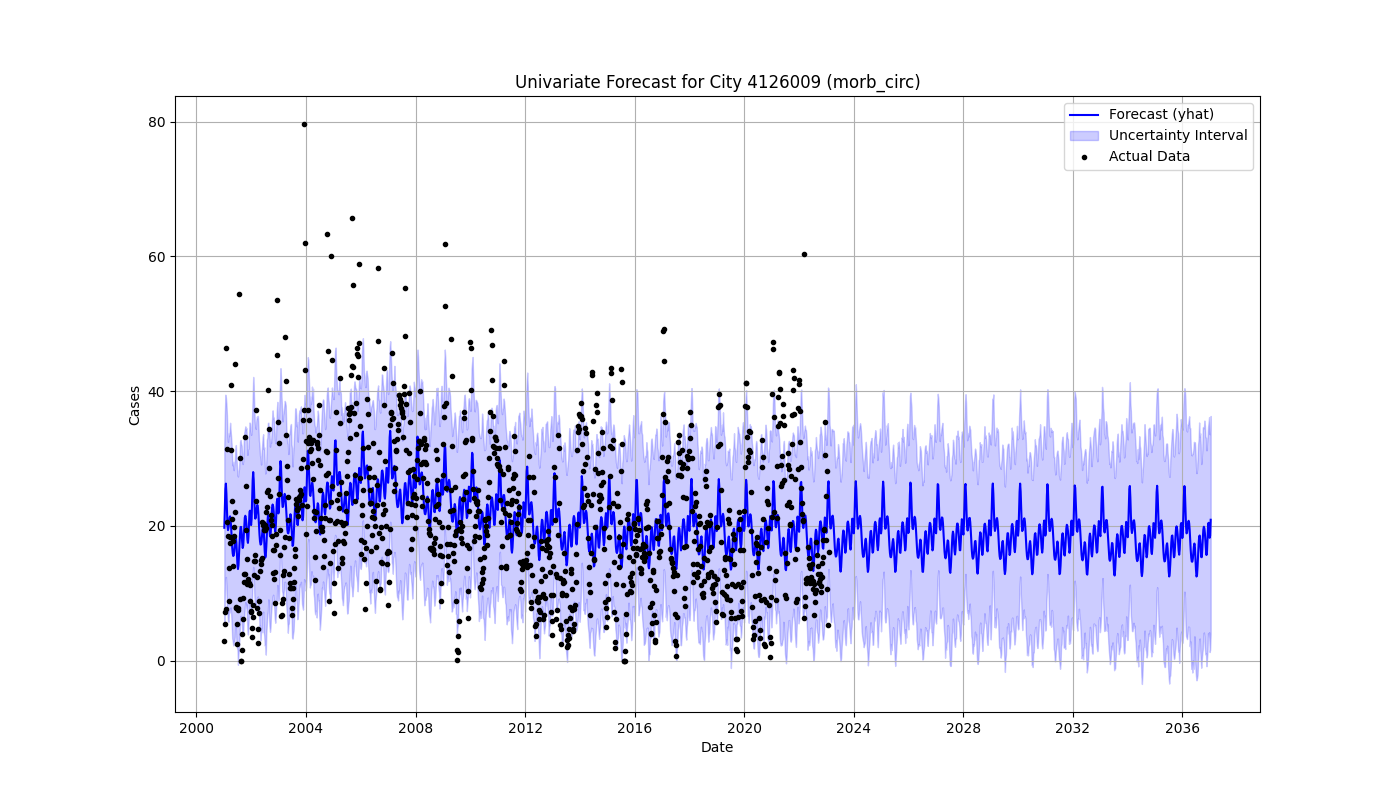 Univariate Forecast for City 4126009 (morb_circ)
Forecast (yhat)
Uncertainty Interval
Actual Data
Cases
80
60
40
20
0
2000 2004 2008 2012 2016 2020 2024 2028 2032 2036
Date